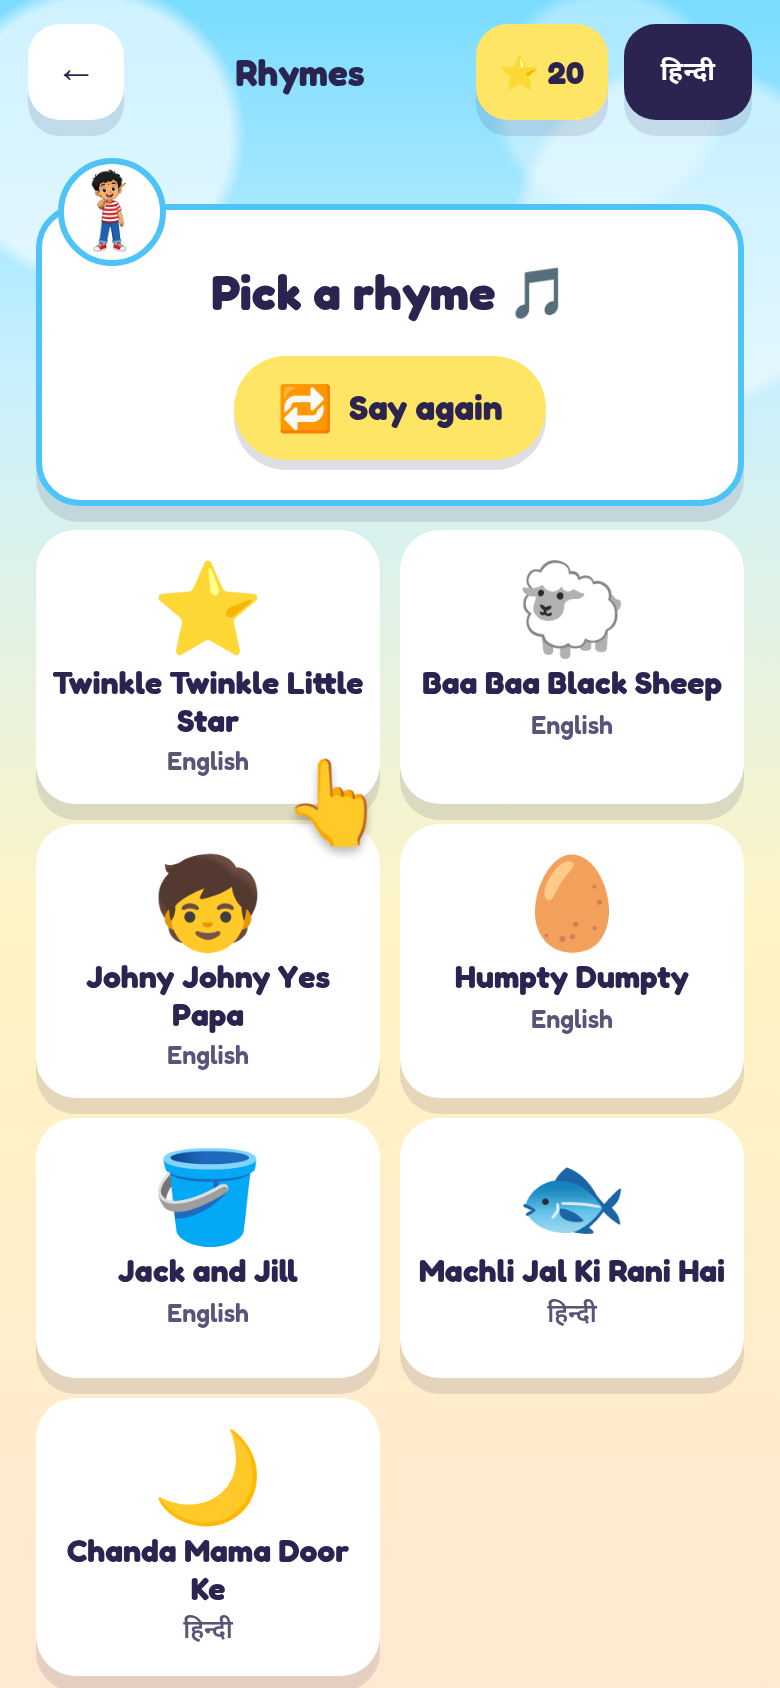 ←
Rhymes
⭐ 20
हिन्दी
Pick a rhyme 🎵
🔁 Say again
Twinkle Twinkle Little
Star
English
Baa Baa Black Sheep
English
Johny Johny Yes
Papa
English
Humpty Dumpty
English
Jack and Jill
English
Machli Jal Ki Rani Hai
हिन्दी
Chanda Mama Door
Ke
हिन्दी